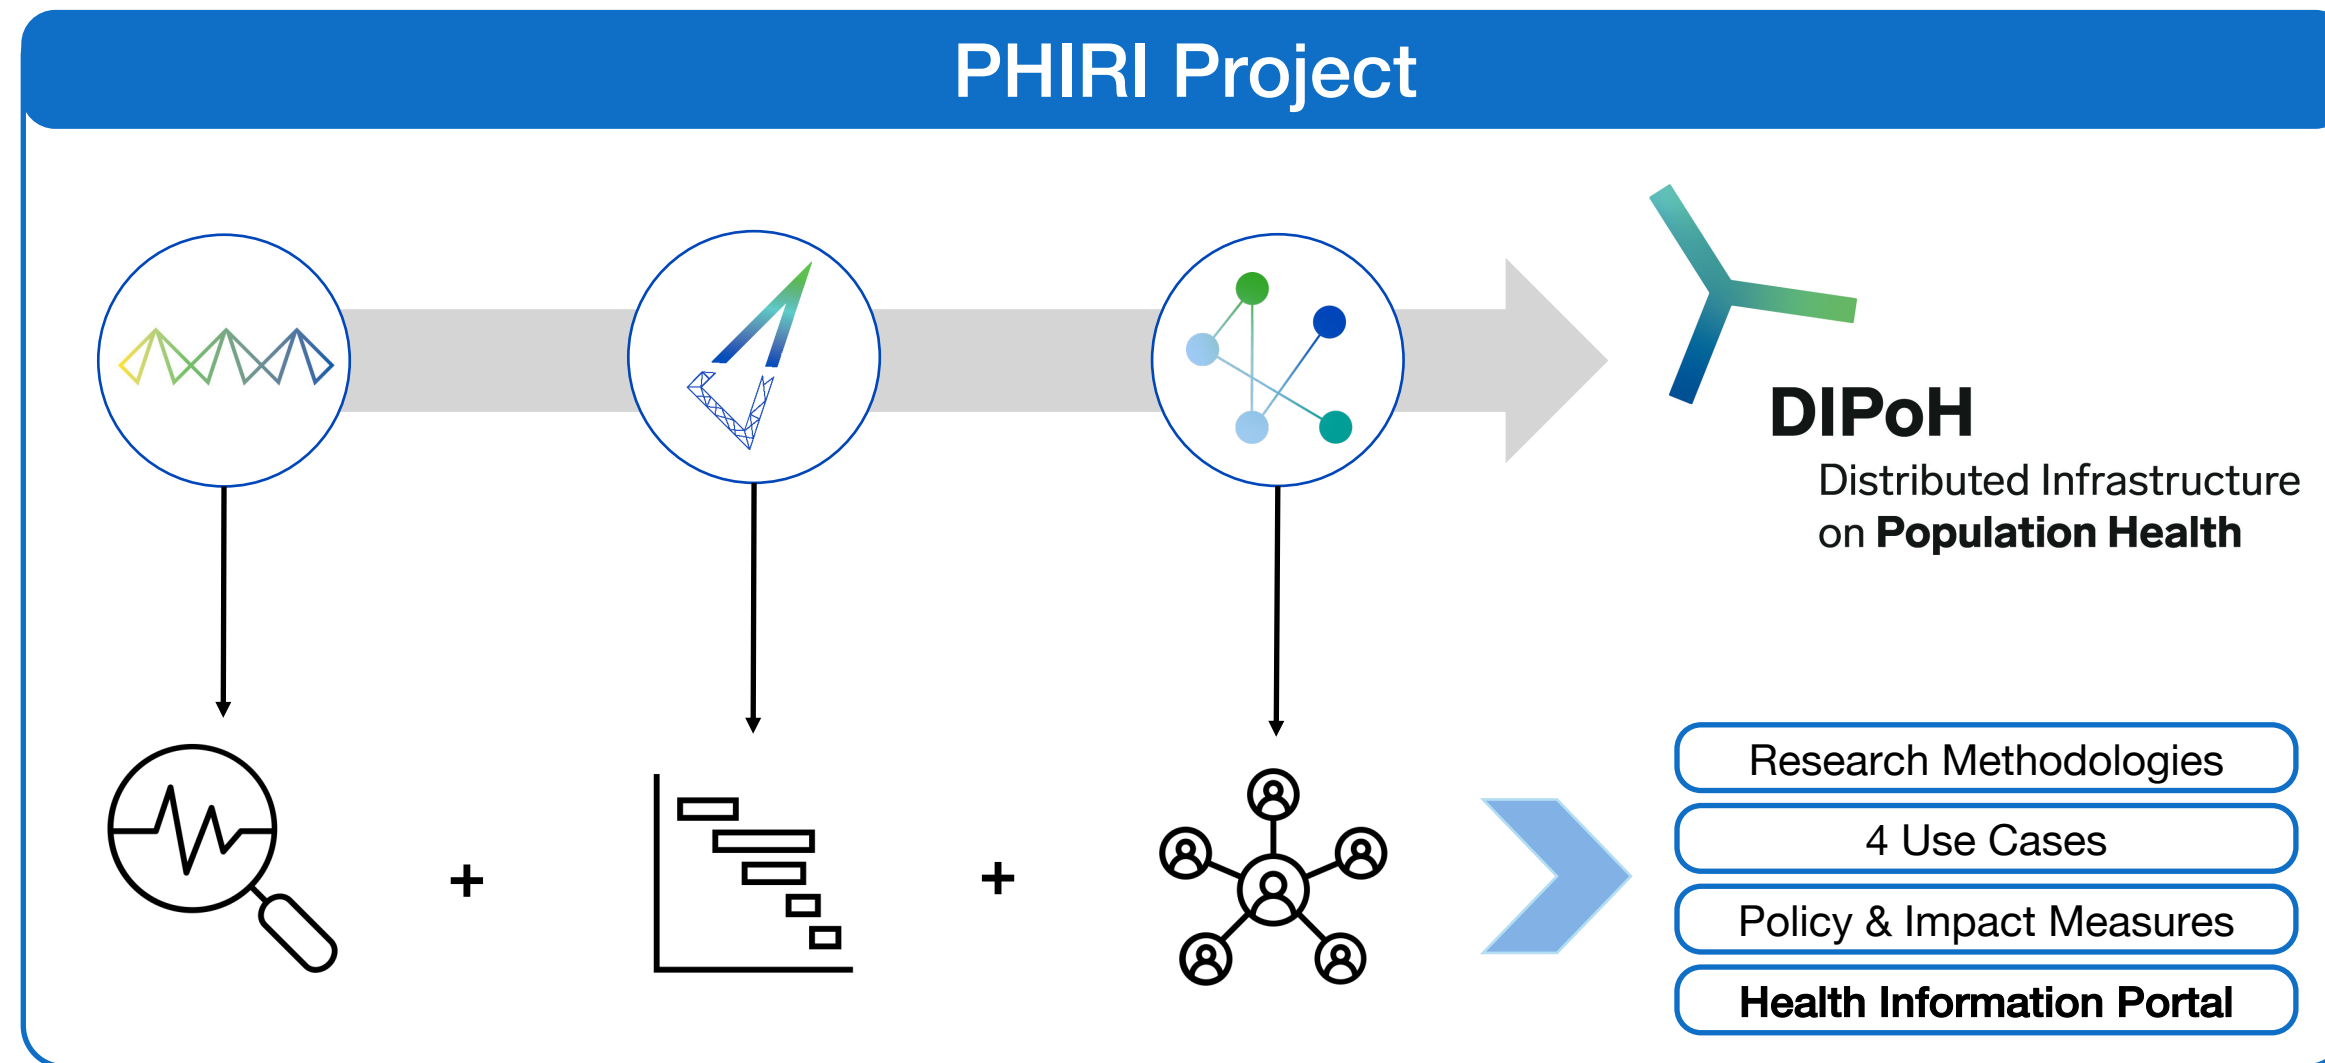 PHIRI Project
DIPoH
Distributed Infrastructure
on Population Health
+
+
Research Methodologies
4 Use Cases
Policy & Impact Measures
Health Information Portal